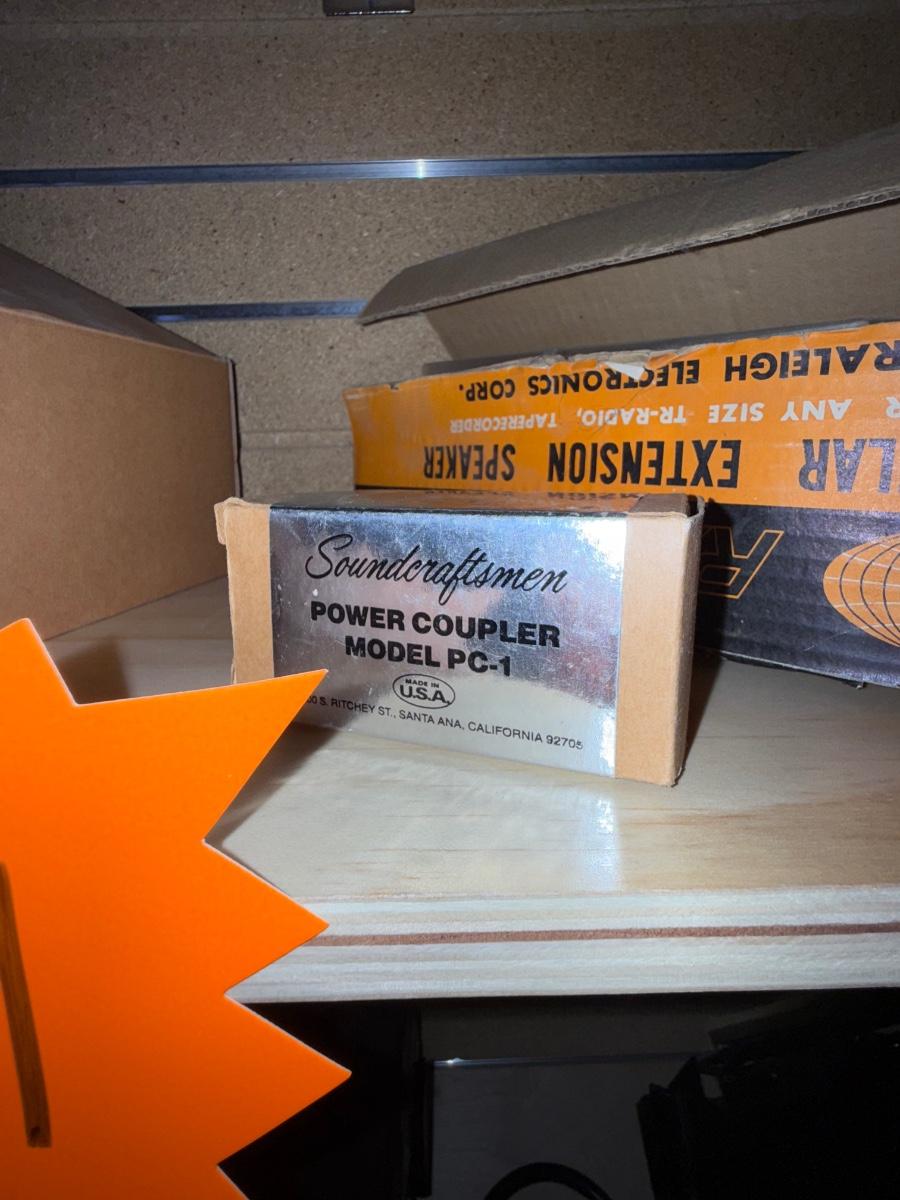 Soundcraftsmen
POWER COUPLER
MODEL PC-1
MADE IN
U.S.A.
S. RITCHEY ST., SANTA ANA, CALIFORNIA 92705
RALEIGH ELECTRONICS CORP.
ANY SIZE TR-RADIO, TAPERECORDER
EXTENSION SPEAKER